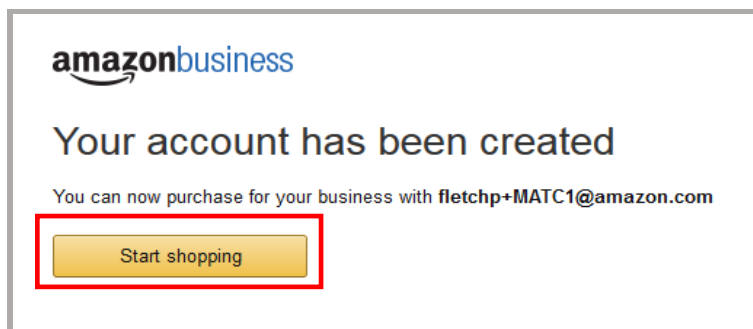 amazonbusiness
Your account has been created
You can now purchase for your business with fletchp+MATC1@amazon.com
Start shopping